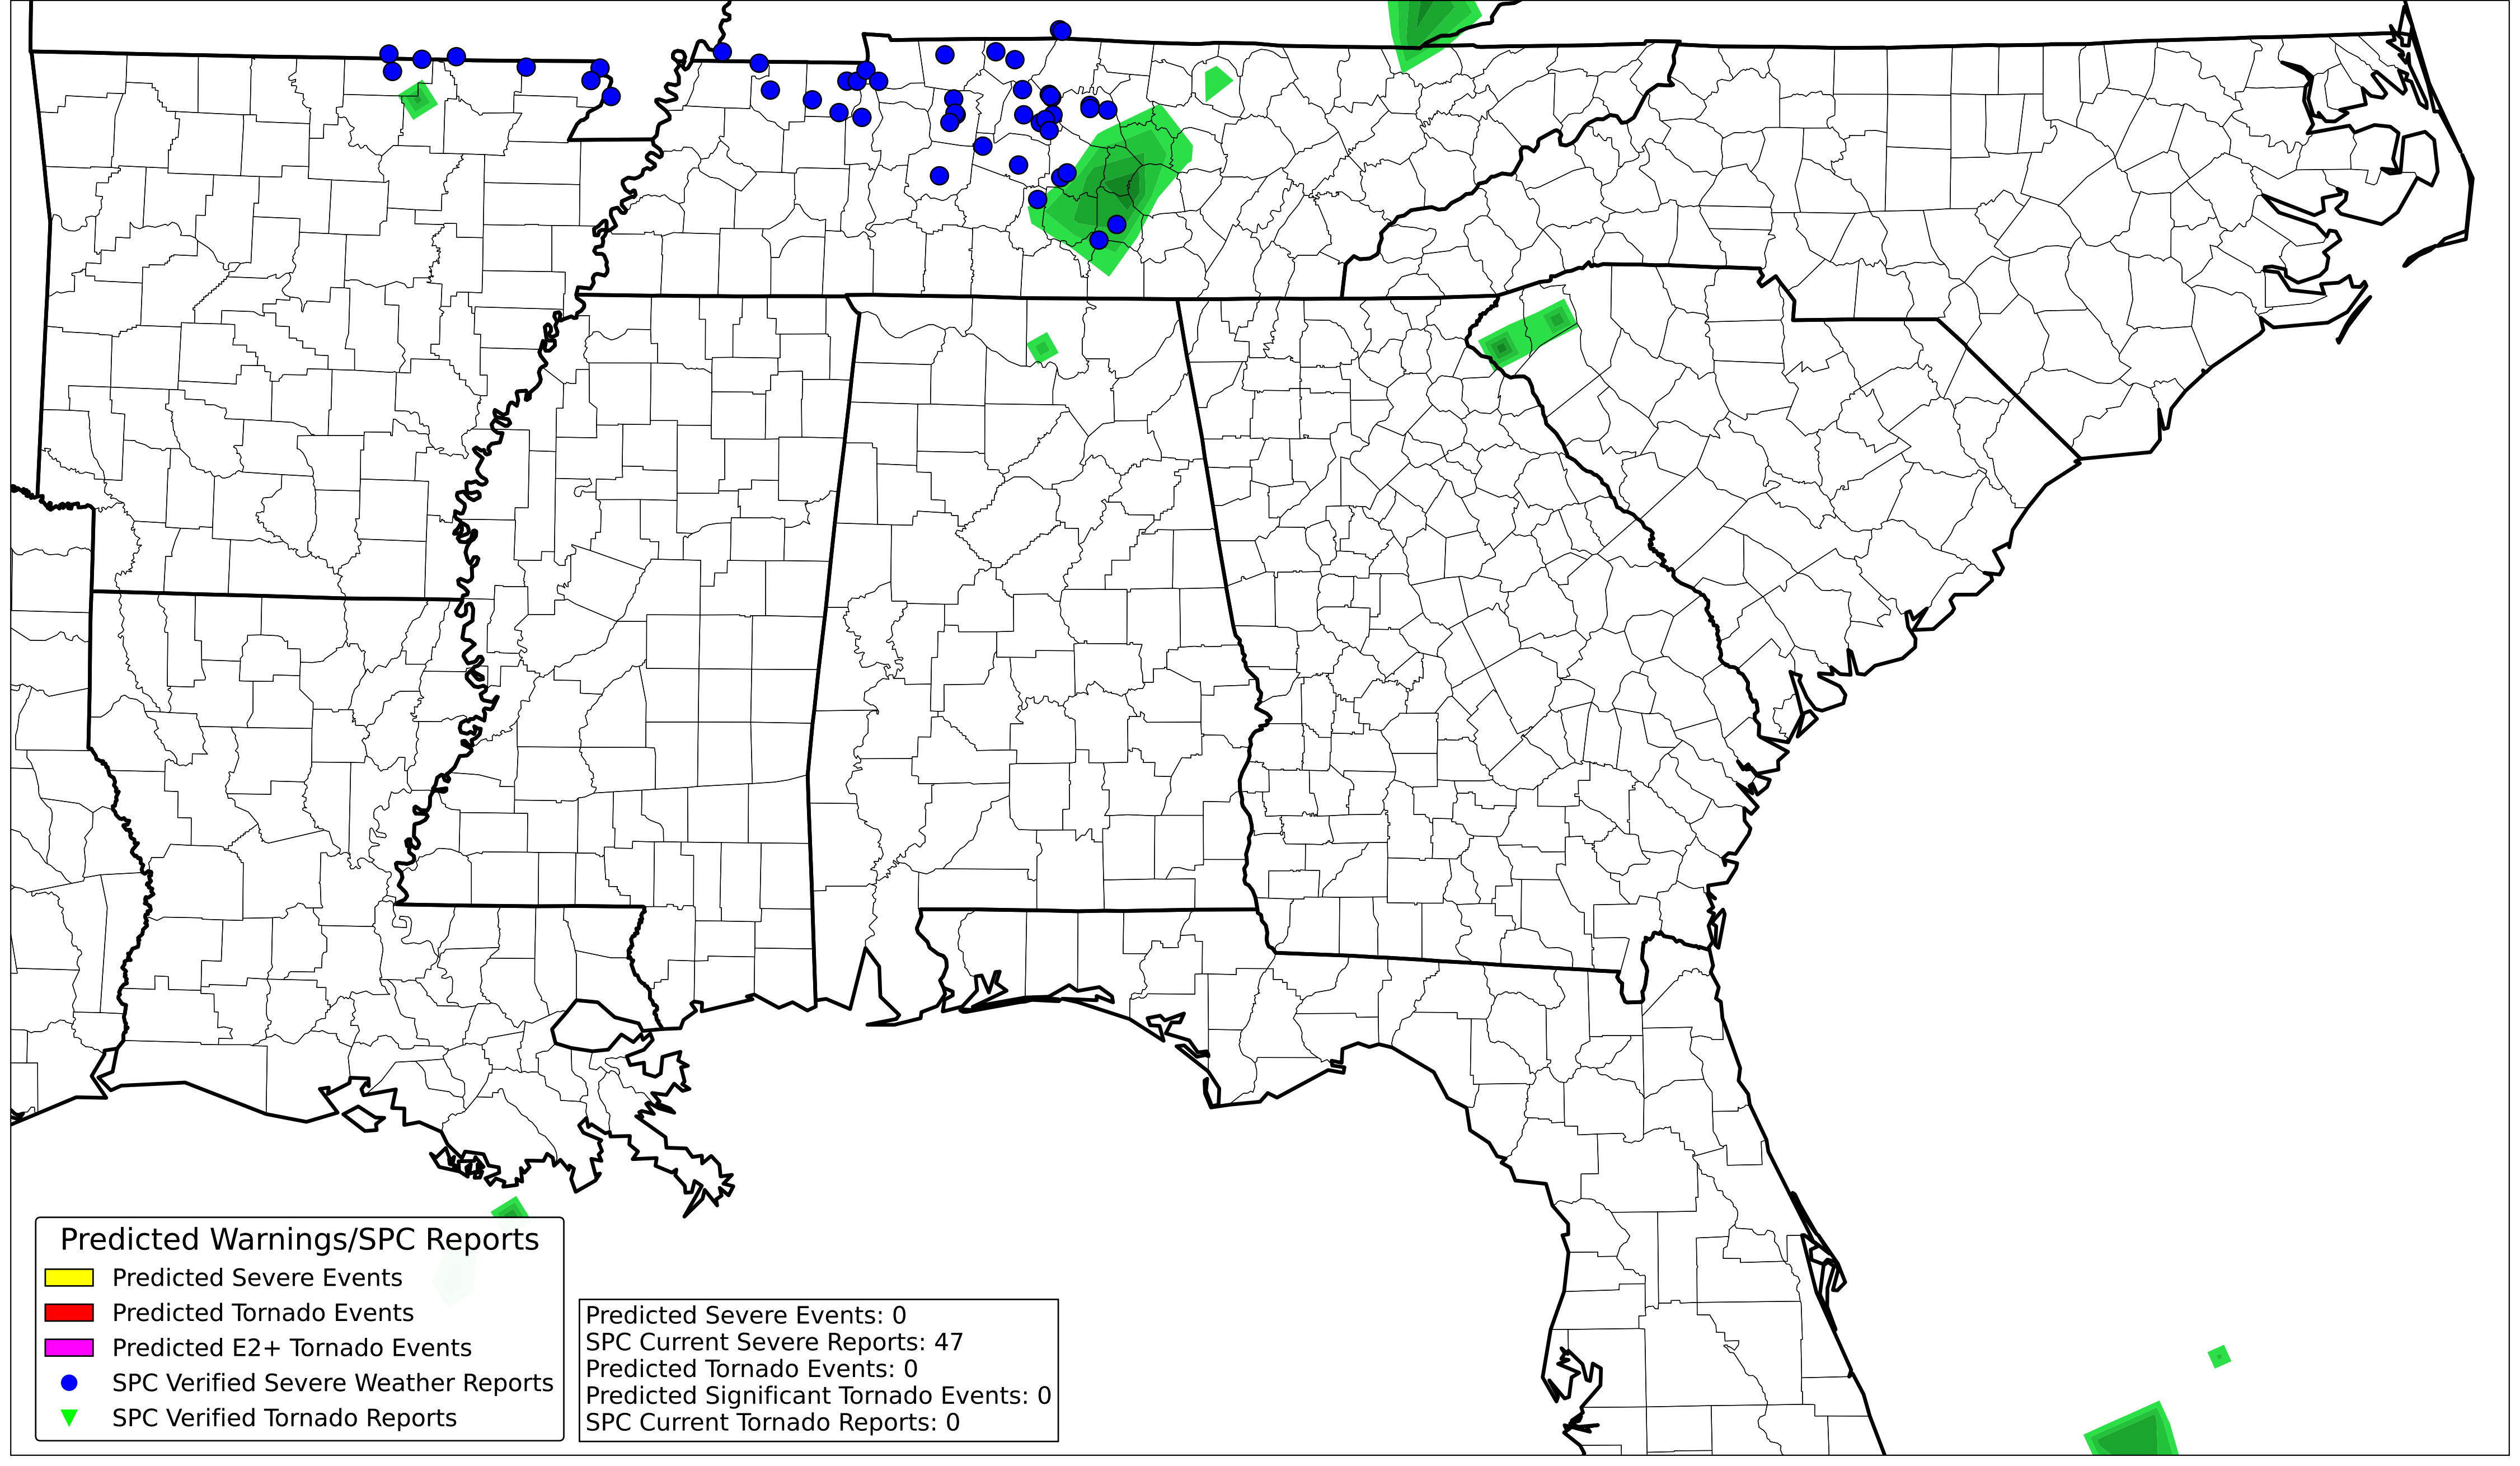 Predicted Warnings/SPC Reports
Predicted Severe Events
Predicted Tornado Events
Predicted E2+ Tornado Events
SPC Verified Severe Weather Reports
SPC Verified Tornado Reports
Predicted Severe Events: 0
SPC Current Severe Reports: 47
Predicted Tornado Events: 0
Predicted Significant Tornado Events: 0
SPC Current Tornado Reports: 0